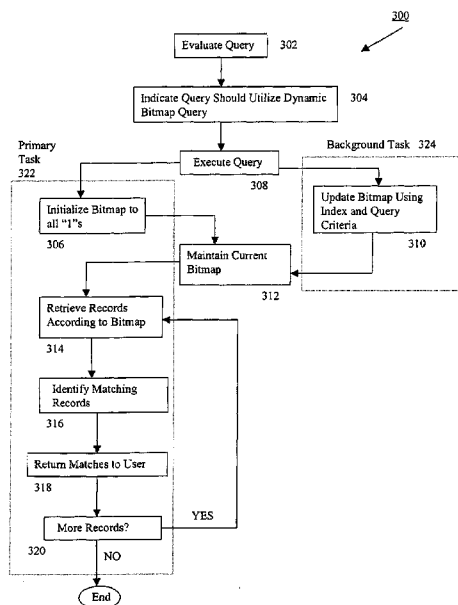 300
Evaluate Query
302
Indicate Query Should Utilize Dynamic
Bitmap Query
304
Primary
Task
322
Background Task 324
Execute Query
308
Initialize Bitmap to
all "1"s
306
Update Bitmap Using
Index and Query
Criteria
310
Maintain Current
Bitmap
312
Retrieve Records
According to Bitmap
314
Identify Matching
Records
316
Return Matches to User
318
More Records?
YES
320
NO
End